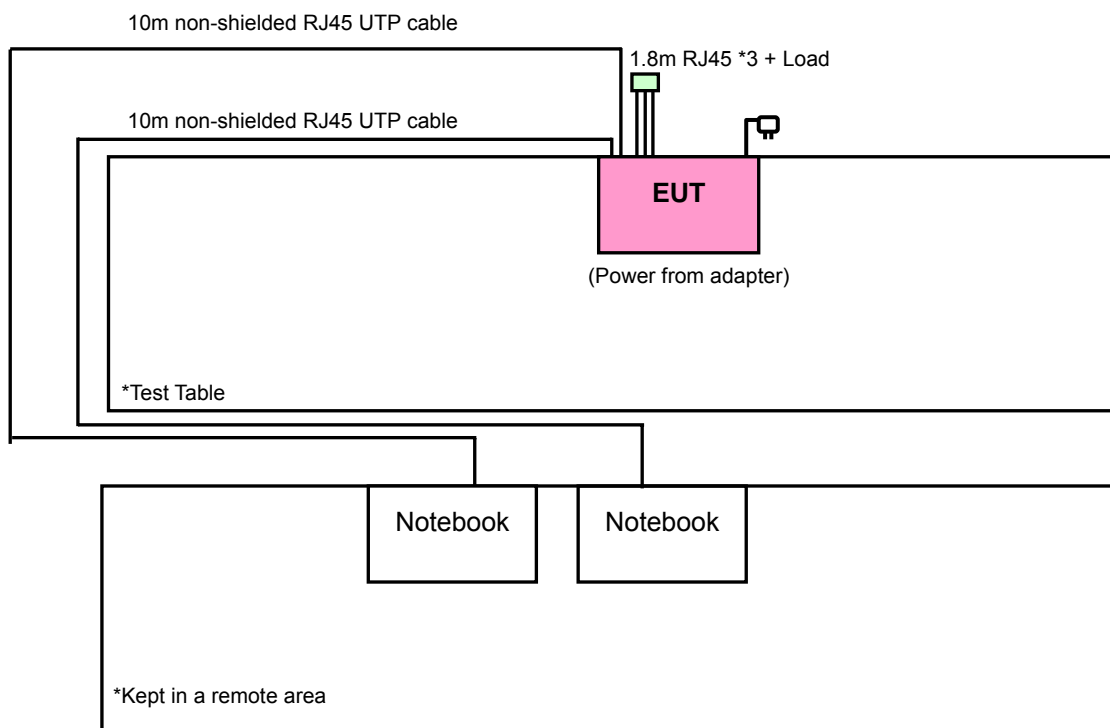 10m non-shielded RJ45 UTP cable
1.8m RJ45 *3 + Load
10m non-shielded RJ45 UTP cable
EUT
(Power from adapter)
*Test Table
Notebook
Notebook
*Kept in a remote area